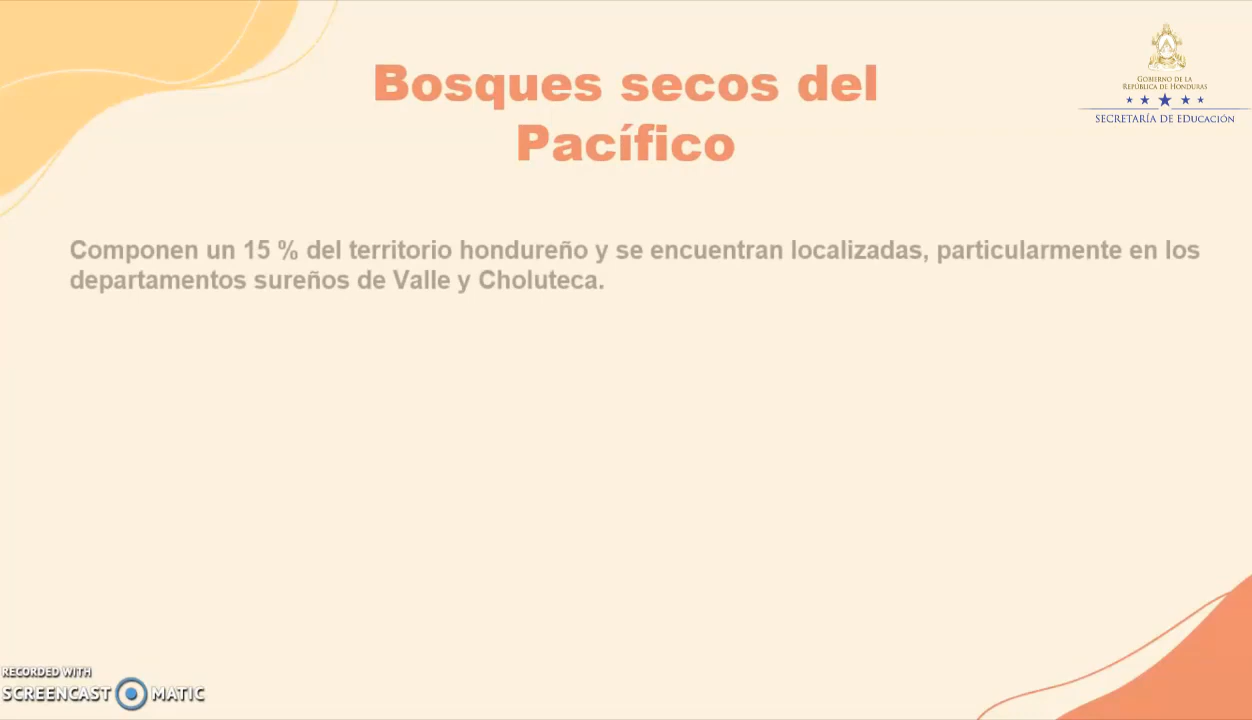 Bosques secos del
Pacífico
GOBIERNO DE LA
REPÚBLICA DE HONDURAS
SECRETARÍA DE EDUCACIÓN
Componen un 15 % del territorio hondureño y se encuentran localizadas, particularmente en los
departamentos sureños de Valle y Choluteca.
RECORDED WITH
SCREENCAST MATIC